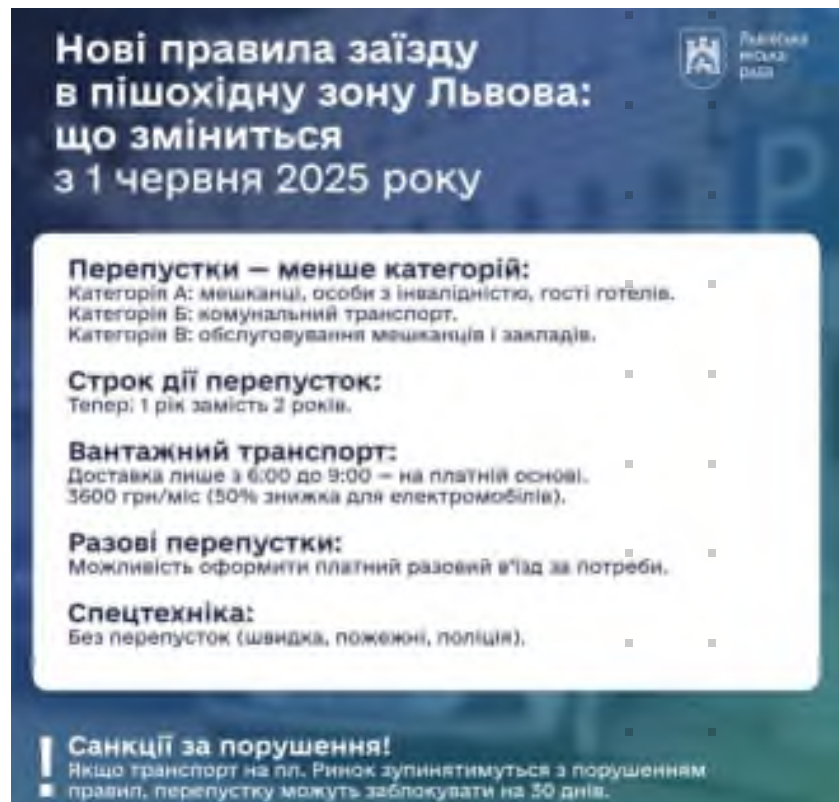 Нові правила заїзду
в пішохідну зону Львова:
що зміниться
з 1 червня 2025 року
Львівська
міська
рада
Перепустки — менше категорій:
Категорія А: мешканці, особи з інвалідністю, гості готелів.
Категорія Б: комунальний транспорт.
Категорія В: обслуговування мешканців і закладів.
Строк дії перепусток:
Тепер: 1 рік замість 2 років.
Вантажний транспорт:
Доставка лише з 6:00 до 9:00 — на платній основі.
3600 грн/міс (50% знижка для електромобілів).
Разові перепустки:
Можливість оформити платний разовий в'їзд за потреби.
Спецтехніка:
Без перепусток (швидка, пожежні, поліція).
Санкції за порушення!
Якщо транспорт на пл. Ринок зупинятимуться з порушенням
правил, перепустку можуть заблокувати на 30 днів.